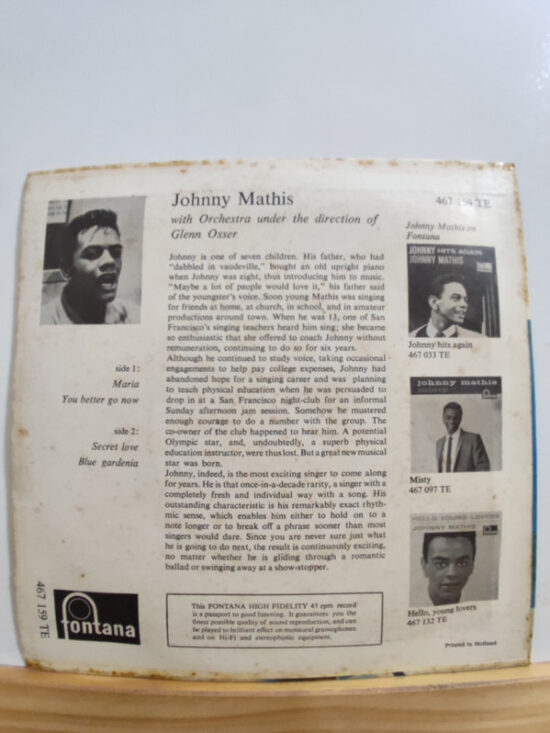 Johnny Mathis
467 159 TE
with Orchestra under the direction of
Glenn Osser
Johnny is one of seven children. His father, who had
"dabbled in vaudeville," bought an old upright piano
when Johnny was eight, thus introducing him to music.
"Maybe a lot of people would love it," his father said
of the youngster's voice. Soon young Mathis was singing
for friends at home, at church, in school, and in amateur
productions around town. When he was 13, one of San
Francisco's singing teachers heard him sing; she became
so enthusiastic that she offered to coach Johnny without
remuneration, continuing to do so for six years.
Although he continued to study voice, taking occasional
engagements to help pay college expenses, Johnny had
abandoned hope for a singing career and was planning
to teach physical education when he was persuaded to
drop in at a San Francisco night-club for an informal
Sunday afternoon jam session. Somehow he mustered
enough courage to do a number with the group. The
co-owner of the club happened to hear him. A potential
Olympic star, and, undoubtedly, a superb physical
education instructor, were thus lost. But a great new musical
star was born.
Johnny, indeed, is the most exciting singer to come along
for years. He is that once-in-a-decade rarity, a singer with a
completely fresh and individual way with a song. His
outstanding characteristic is his remarkably exact rhyth-
mic sense, which enables him either to hold on to a
note longer or to break off a phrase sooner than most
singers would dare. Since you are never sure just what
he is going to do next, the result is continuously exciting,
no matter whether he is gliding through a romantic
ballad or swinging away at a show-stopper.
side 1:
Maria
You better go now
side 2:
Secret love
Blue gardenia
Johnny Mathis on
Fontana
JOHNNY HITS AGAIN
JOHNNY MATHIS
Johnny hits again
467 033 TE
johnny mathis
misty
Misty
467 097 TE
HELLO YOUNG LOVERS
JOHNNY MATHIS
Hello, young lovers
467 132 TE
467 159 TE
fontana
This FONTANA HIGH FIDELITY 45 rpm record
is a passport to good listening. It guarantees you the
finest possible quality of sound reproduction, and can
be played to brilliant effect on monaural gramophones
and on Hi-Fi and stereophonic equipment.
Printed in Holland